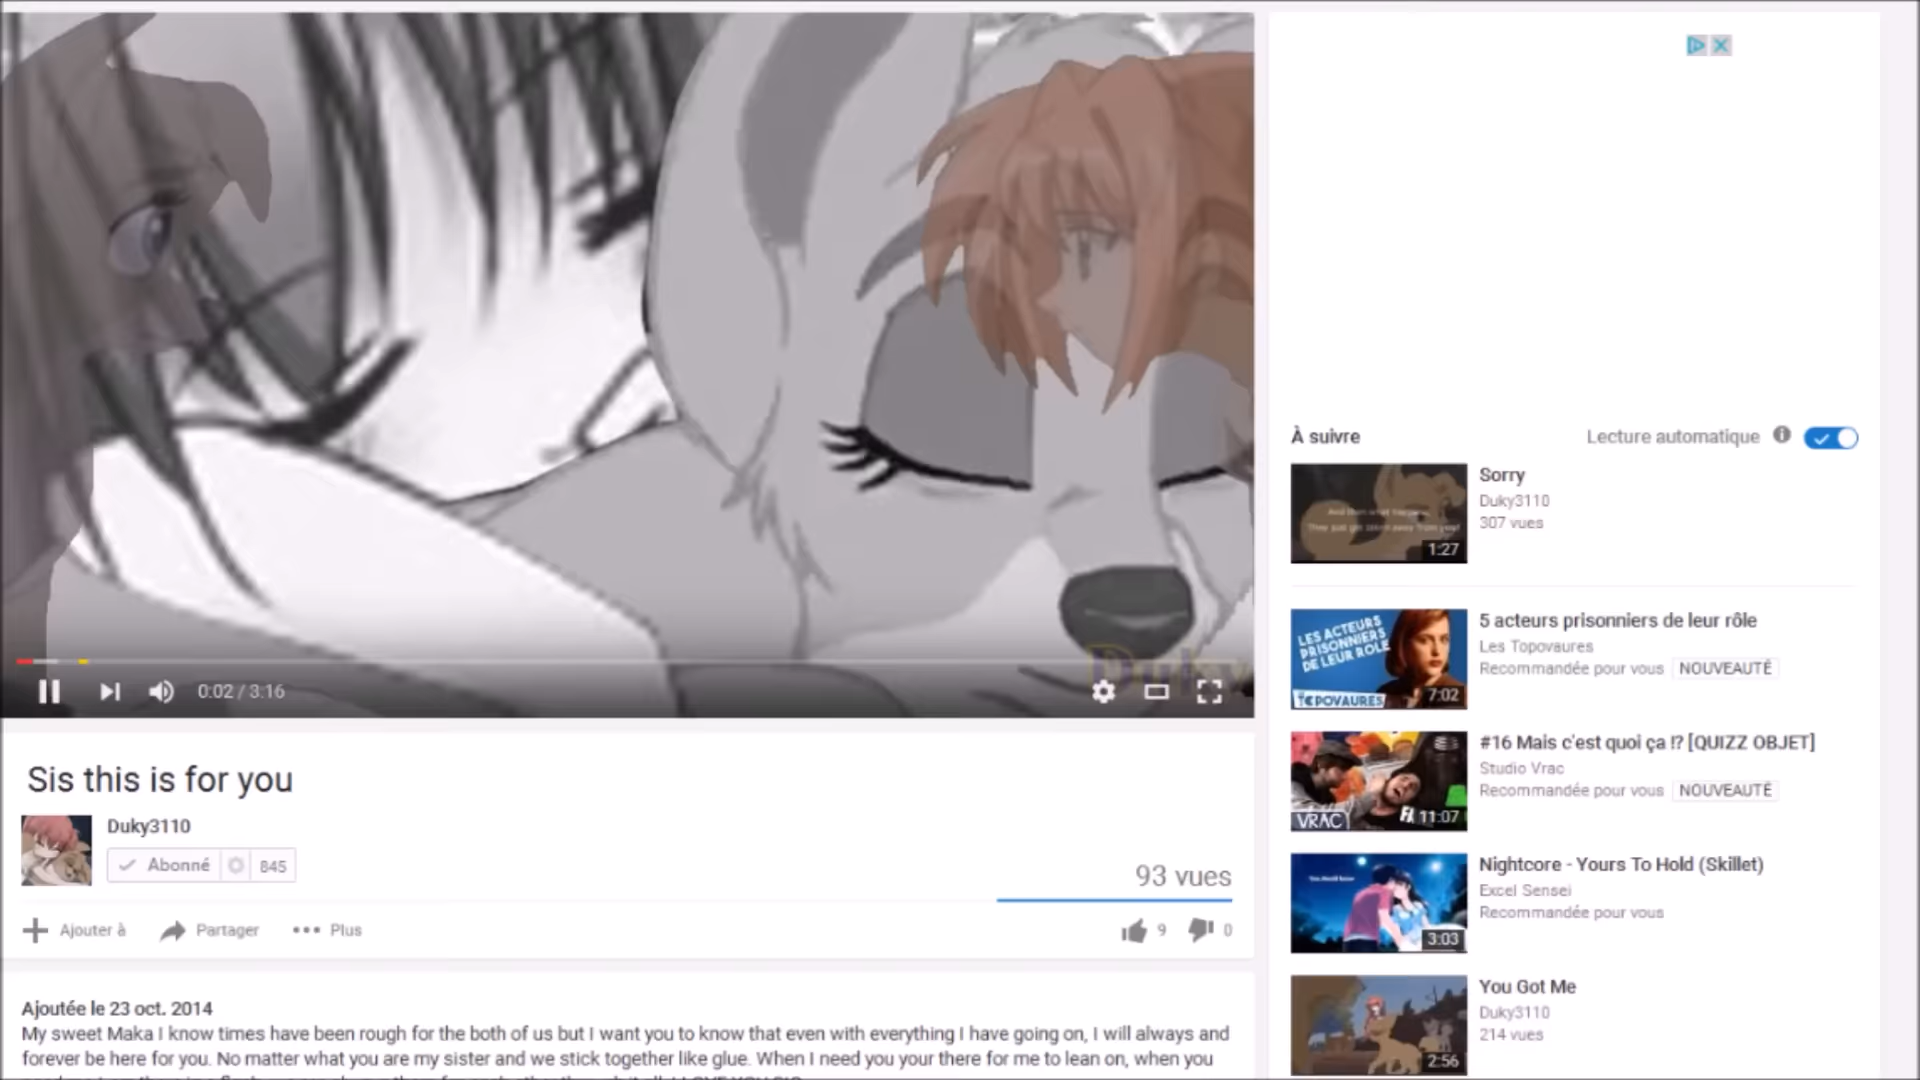 Duky
0:02 / 3:16
Sis this is for you
Duky3110
Abonné 845
93 vues
Ajouter à Partager Plus
9 0
Ajoutée le 23 oct. 2014
My sweet Maka I know times have been rough for the both of us but I want you to know that even with everything I have going on, I will always and
forever be here for you. No matter what you are my sister and we stick together like glue. When I need you your there for me to lean on, when you
À suivre Lecture automatique
Sorry
Duky3110
307 vues
1:27
5 acteurs prisonniers de leur rôle
Les Topovaures
Recommandée pour vous NOUVEAUTÉ
LES ACTEURS
PRISONNIERS
DE LEUR ROLE
TOPOVAURES
7:02
#16 Mais c'est quoi ça !? [QUIZZ OBJET]
Studio Vrac
Recommandée pour vous NOUVEAUTÉ
VRAC
11:07
Nightcore - Yours To Hold (Skillet)
Excel Sensei
Recommandée pour vous
3:03
You Got Me
Duky3110
214 vues
2:56